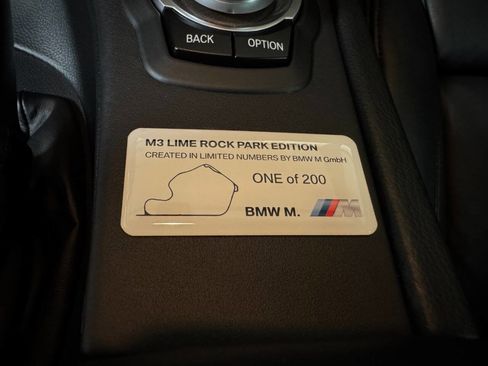 BACK
OPTION
M3 LIME ROCK PARK EDITION
CREATED IN LIMITED NUMBERS BY BMW M GmbH
ONE of 200
BMW M. M